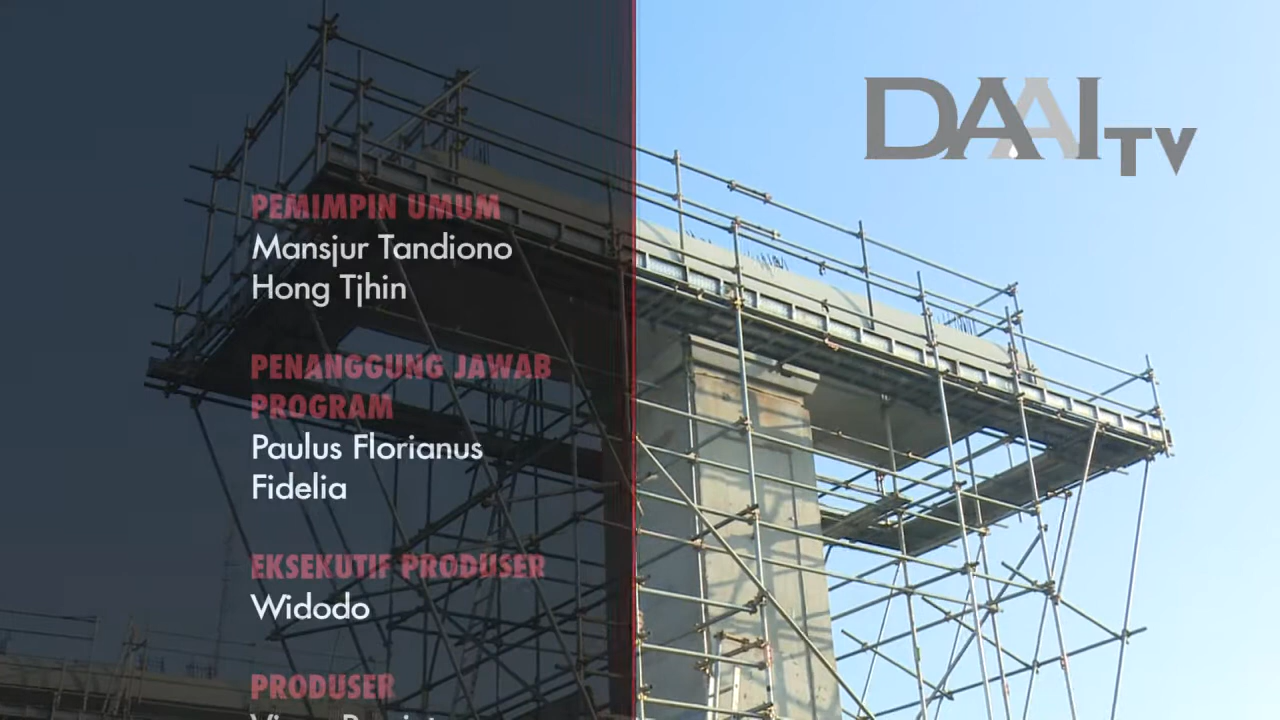 DAAI TV
PEMIMPIN UMUM
Mansjur Tandiono
Hong Tjhin
PENANGGUNG JAWAB
PROGRAM
Paulus Florianus
Fidelia
EKSEKUTIF PRODUSER
Widodo
PRODUSER